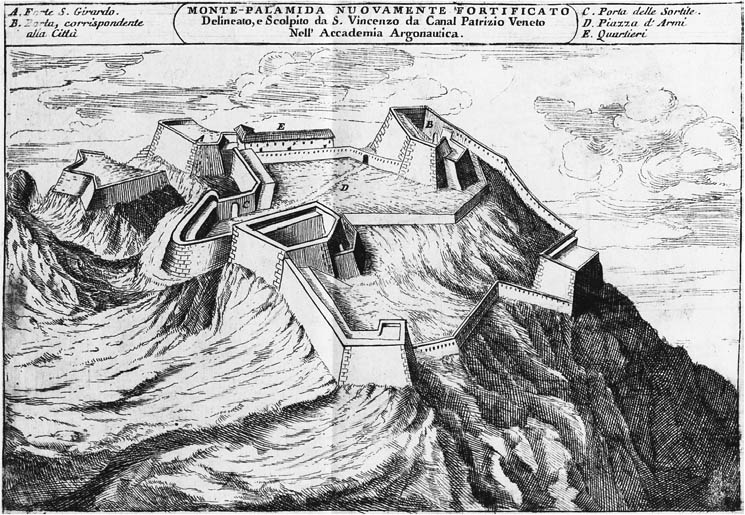 A. Forte S. Girardo.
B. Porta, corrispondente
alla Città
MONTE-PALAMIDA NUOVAMENTE FORTIFICATO
Delineato, e Scolpito da S. Vincenzo da Canal Patrizio Veneto
Nell' Accademia Argonautica.
C. Porta delle Sortite.
D. Piazza d' Armi
E. Quartieri
E
B
D
C